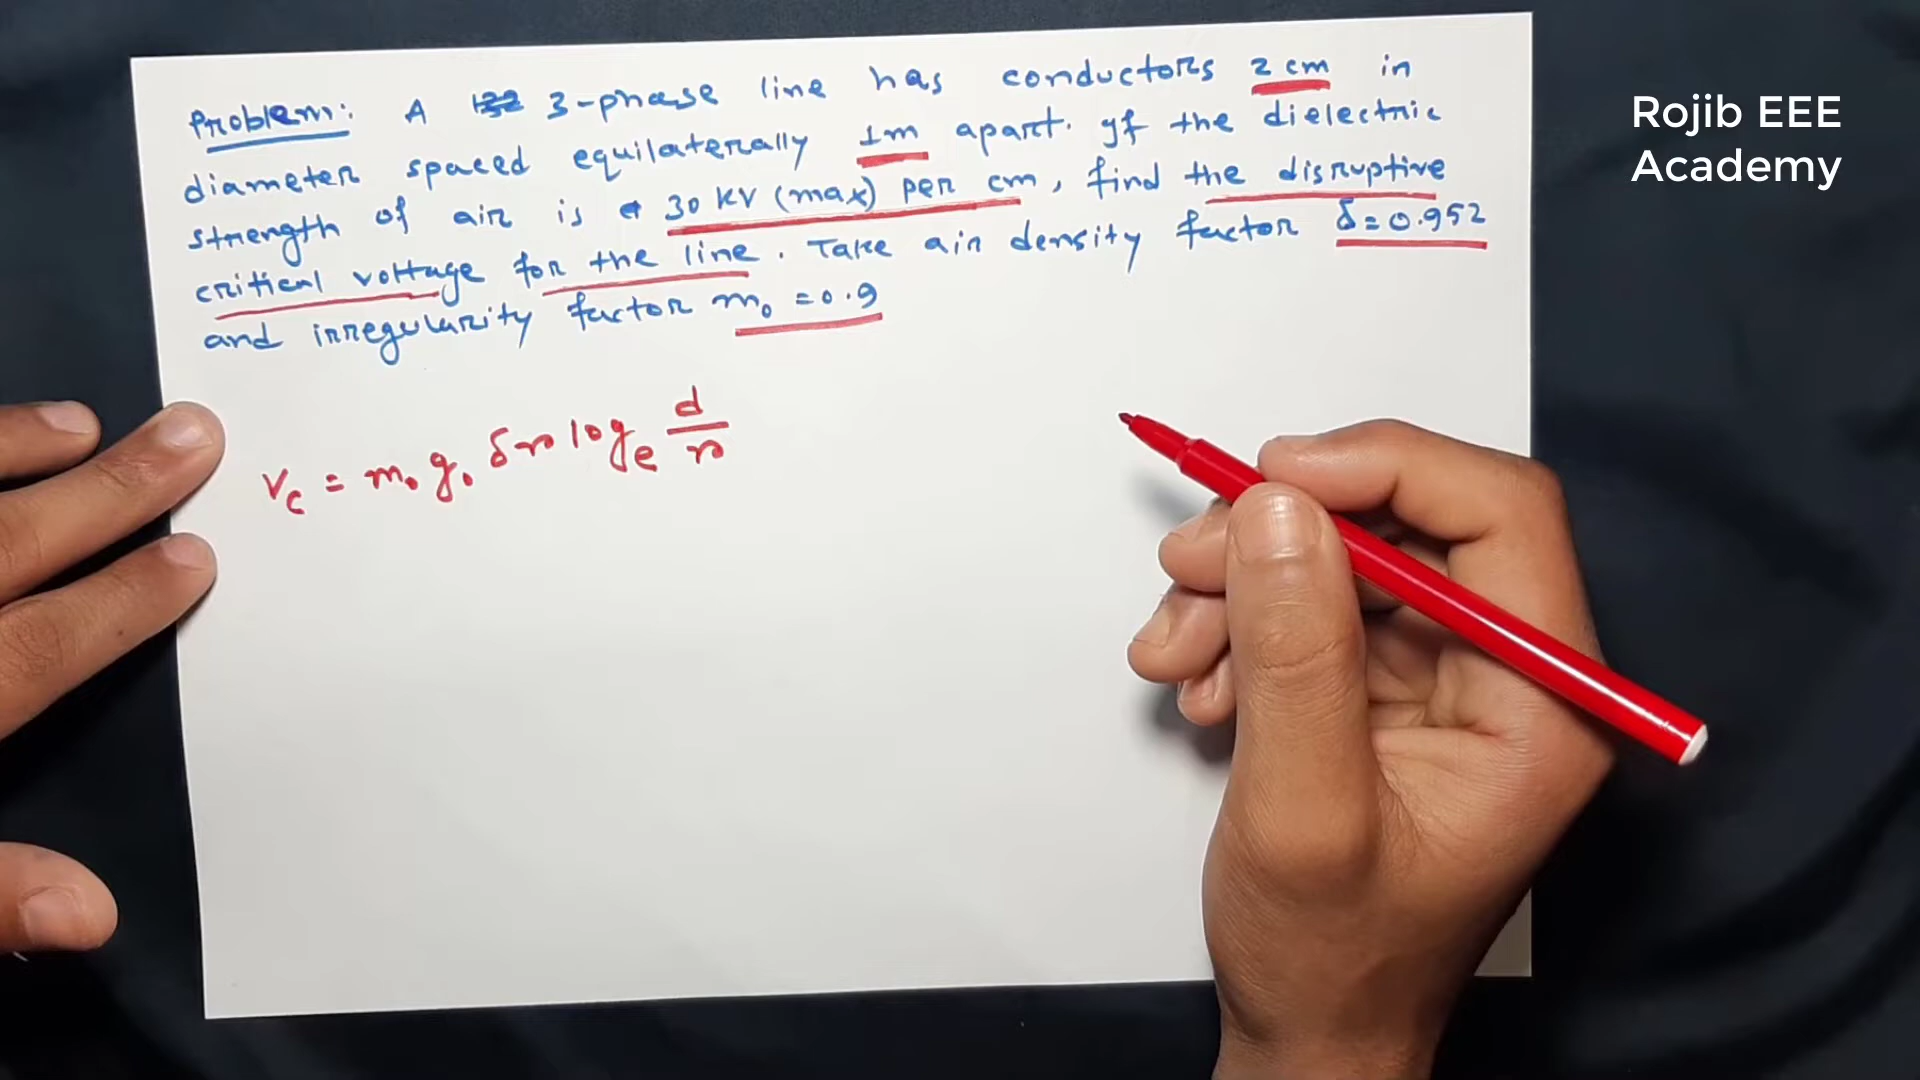 Problem: A 3-phase line has conductors 2 cm in
diameter spaced equilaterally 1m apart. If the dielectric
strength of air is 30 kV (max) per cm, find the disruptive
critical voltage for the line. Take air density factor δ=0.952
and irregularity factor m₀ = 0.9
V_c = m₀ g₀ δ r log_e d/r
Rojib EEE
Academy